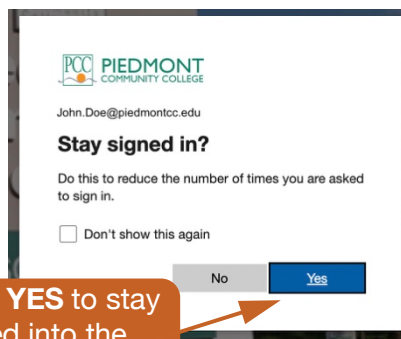 PCC PIEDMONT
COMMUNITY COLLEGE
John.Doe@piedmontcc.edu
Stay signed in?
Do this to reduce the number of times you are asked
to sign in.
Don't show this again
No
Yes
YES to stay
into the